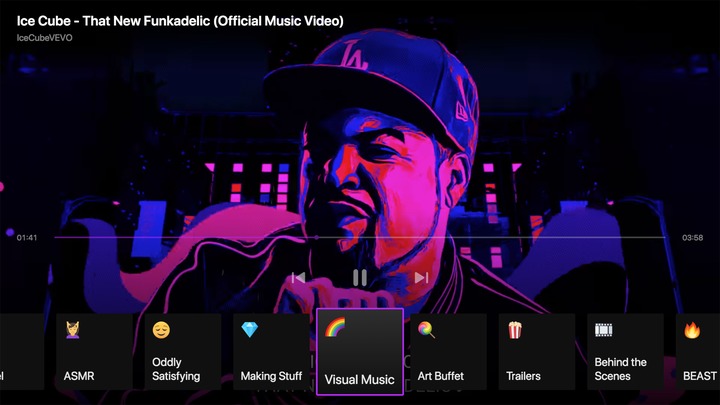 Ice Cube - That New Funkadelic (Official Music Video)
IceCubeVEVO
LA
01:41
03:58
ASMR
Oddly
Satisfying
Making Stuff
Visual Music
Art Buffet
Trailers
Behind the
Scenes
BEAST